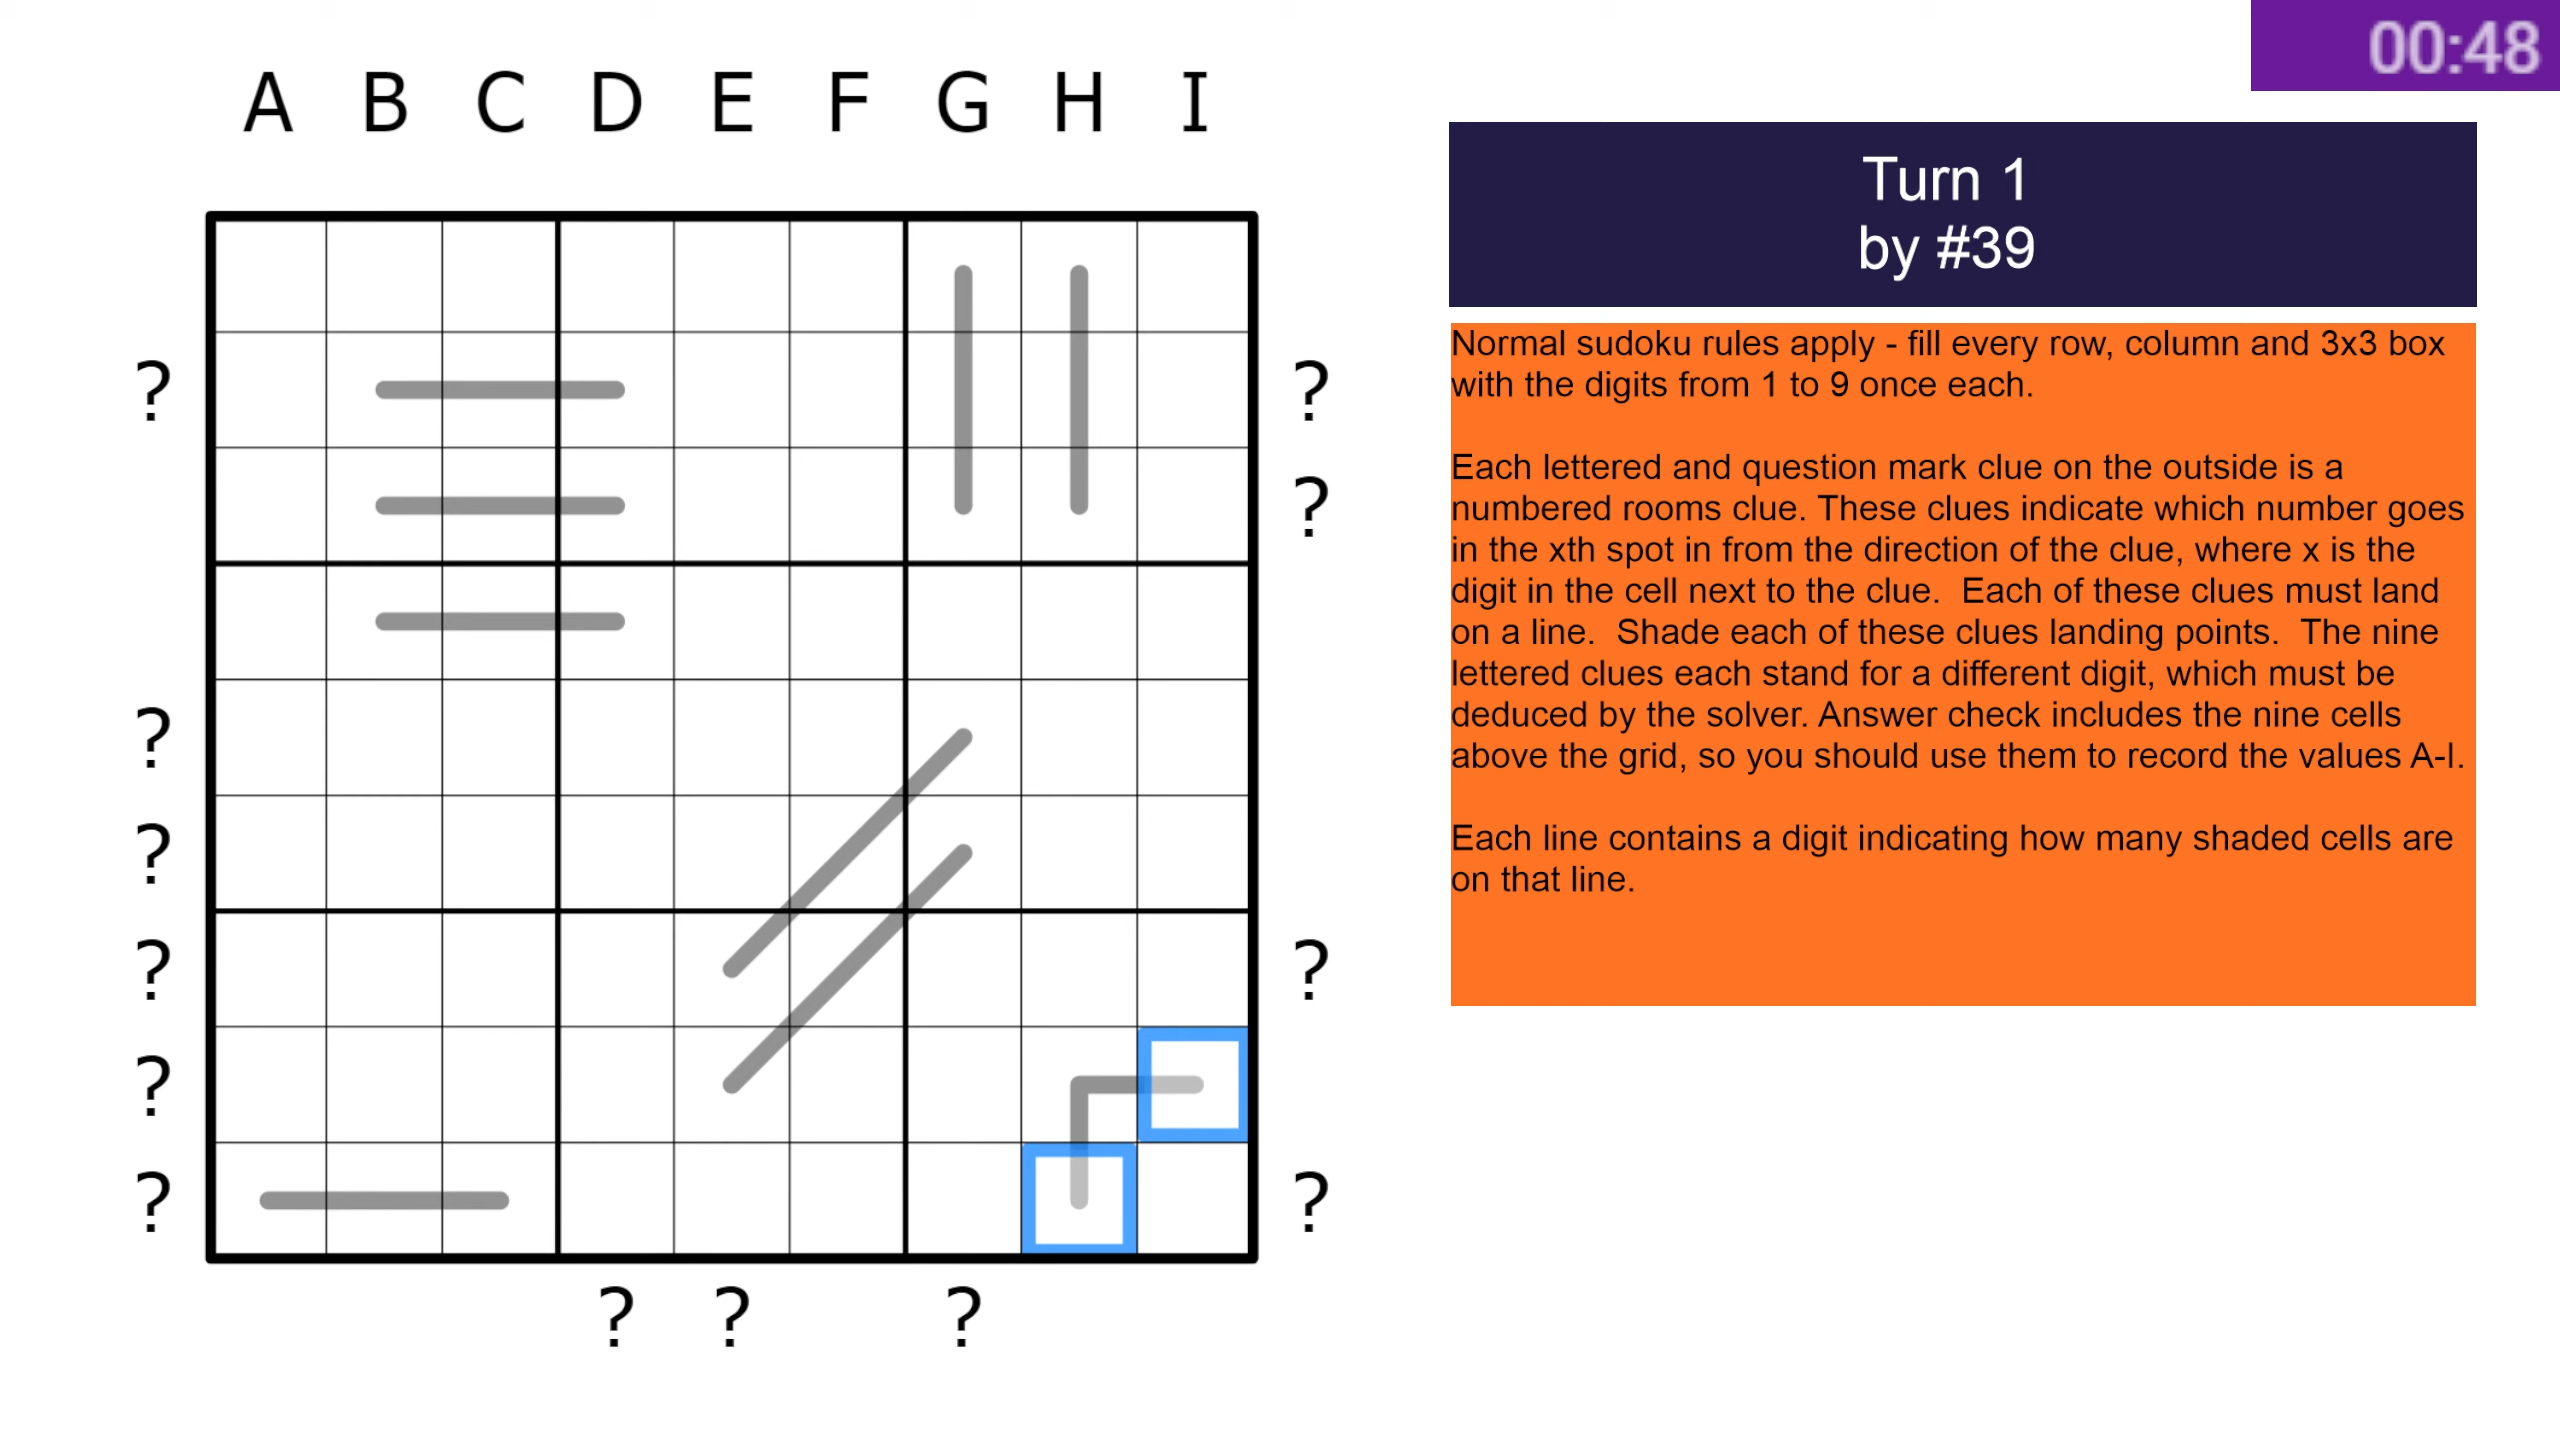 00:48
A B C D E F G H I
Turn 1
by #39
Normal sudoku rules apply - fill every row, column and 3x3 box
with the digits from 1 to 9 once each.
Each lettered and question mark clue on the outside is a
numbered rooms clue. These clues indicate which number goes
in the xth spot in from the direction of the clue, where x is the
digit in the cell next to the clue.  Each of these clues must land
on a line.  Shade each of these clues landing points.  The nine
lettered clues each stand for a different digit, which must be
deduced by the solver. Answer check includes the nine cells
above the grid, so you should use them to record the values A-I.
Each line contains a digit indicating how many shaded cells are
on that line.
? ?
?
?
?
? ?
?
? ?
? ? ?